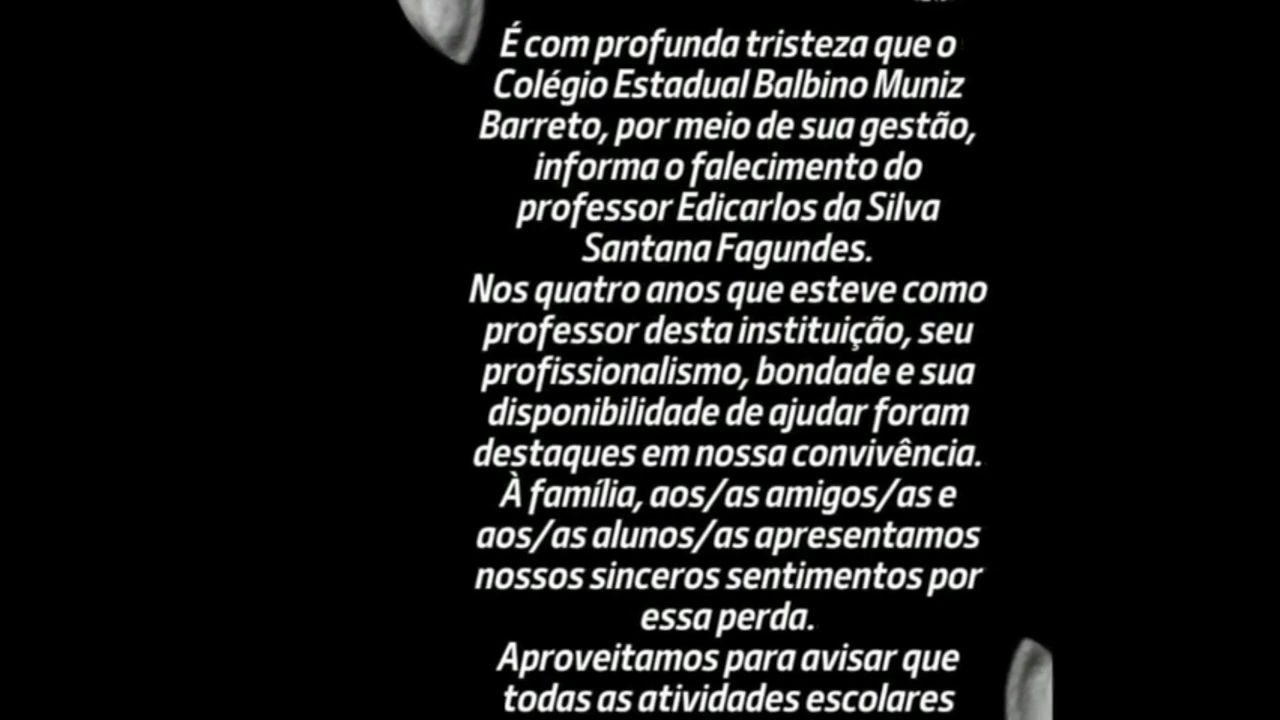 É com profunda tristeza que o
Colégio Estadual Balbino Muniz
Barreto, por meio de sua gestão,
informa o falecimento do
professor Edicarlos da Silva
Santana Fagundes.
Nos quatro anos que esteve como
professor desta instituição, seu
profissionalismo, bondade e sua
disponibilidade de ajudar foram
destaques em nossa convivência.
À família, aos/as amigos/as e
aos/as alunos/as apresentamos
nossos sinceros sentimentos por
essa perda.
Aproveitamos para avisar que
todas as atividades escolares